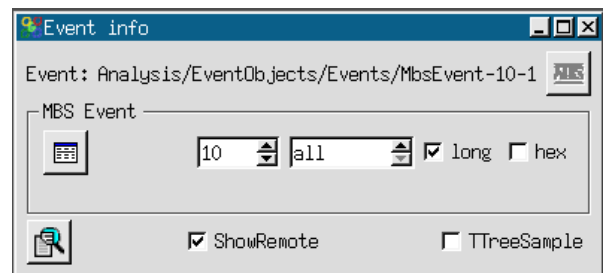 Event info
Event: Analysis/EventObjects/Events/MbsEvent-10-1
MBS Event
10 all long hex
ShowRemote TTreeSample